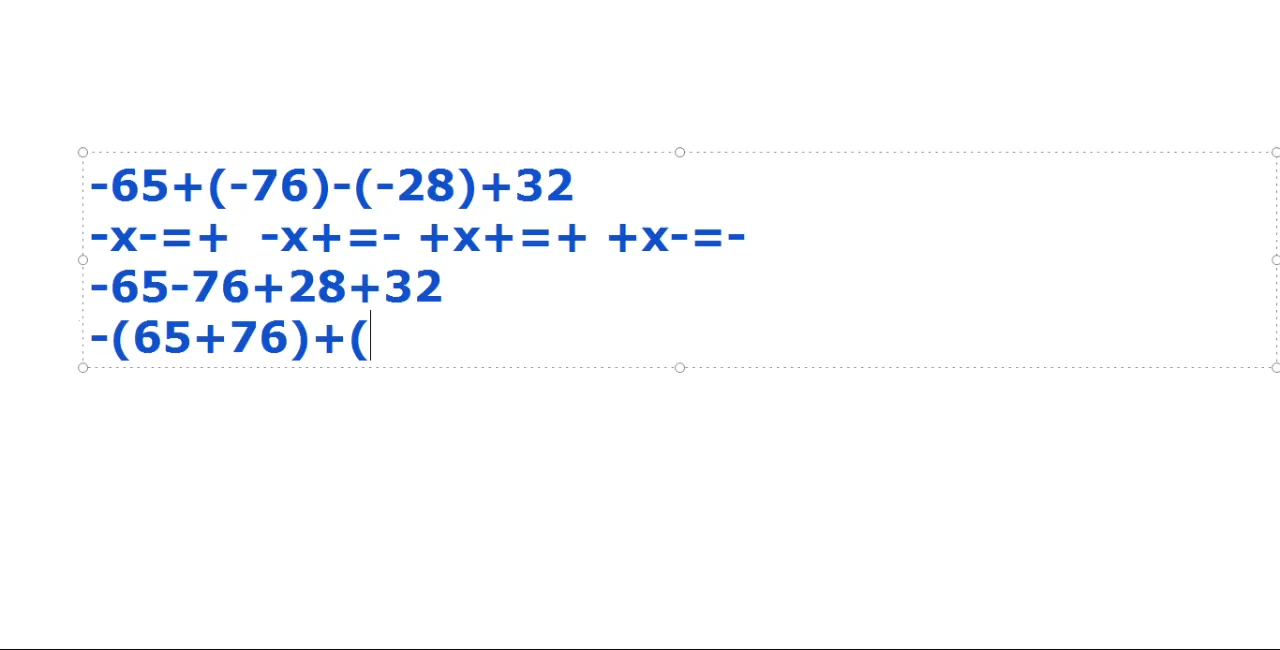 -65+(-76)-(-28)+32
-x-=+  -x+=- +x+=+ +x-=-
-65-76+28+32
-(65+76)+(